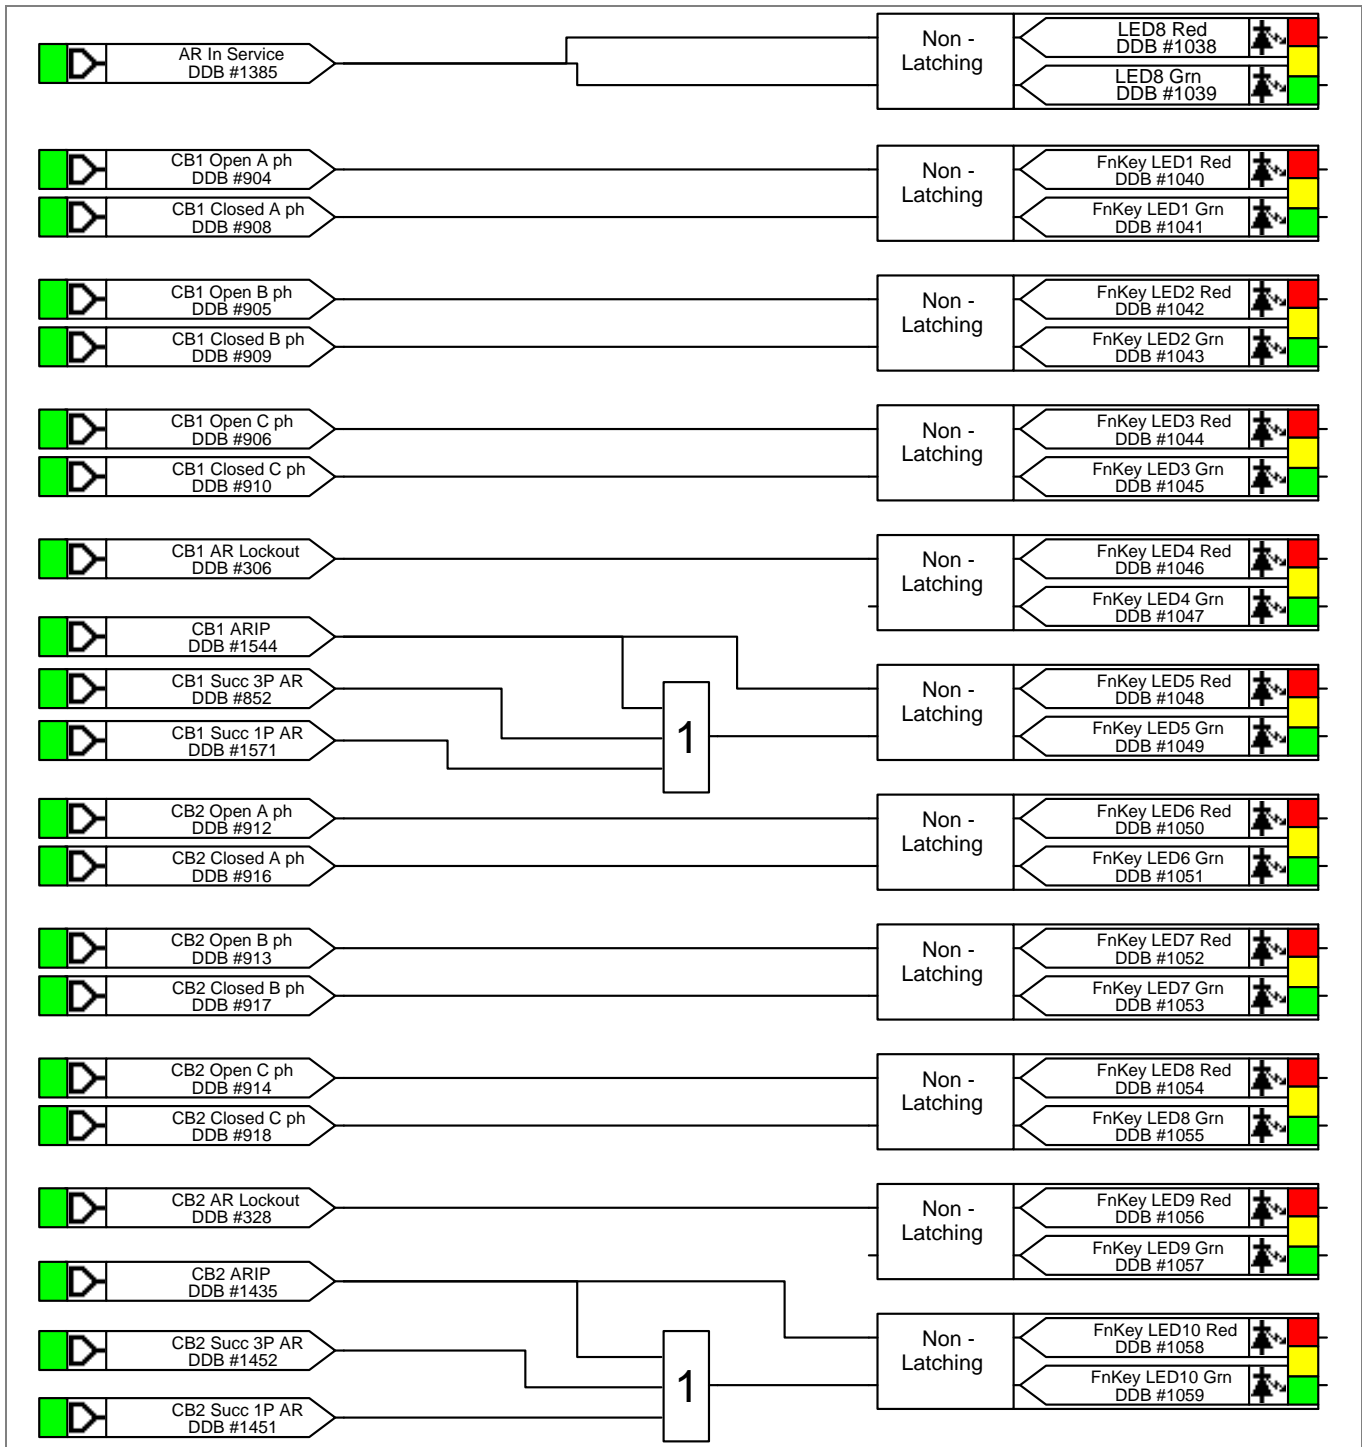 AR In Service
DDB #1385
Non -
Latching
LED8 Red
DDB #1038
LED8 Grn
DDB #1039
CB1 Open A ph
DDB #904
CB1 Closed A ph
DDB #908
Non -
Latching
FnKey LED1 Red
DDB #1040
FnKey LED1 Grn
DDB #1041
CB1 Open B ph
DDB #905
CB1 Closed B ph
DDB #909
Non -
Latching
FnKey LED2 Red
DDB #1042
FnKey LED2 Grn
DDB #1043
CB1 Open C ph
DDB #906
CB1 Closed C ph
DDB #910
Non -
Latching
FnKey LED3 Red
DDB #1044
FnKey LED3 Grn
DDB #1045
CB1 AR Lockout
DDB #306
Non -
Latching
FnKey LED4 Red
DDB #1046
FnKey LED4 Grn
DDB #1047
CB1 ARIP
DDB #1544
CB1 Succ 3P AR
DDB #852
CB1 Succ 1P AR
DDB #1571
1
Non -
Latching
FnKey LED5 Red
DDB #1048
FnKey LED5 Grn
DDB #1049
CB2 Open A ph
DDB #912
CB2 Closed A ph
DDB #916
Non -
Latching
FnKey LED6 Red
DDB #1050
FnKey LED6 Grn
DDB #1051
CB2 Open B ph
DDB #913
CB2 Closed B ph
DDB #917
Non -
Latching
FnKey LED7 Red
DDB #1052
FnKey LED7 Grn
DDB #1053
CB2 Open C ph
DDB #914
CB2 Closed C ph
DDB #918
Non -
Latching
FnKey LED8 Red
DDB #1054
FnKey LED8 Grn
DDB #1055
CB2 AR Lockout
DDB #328
Non -
Latching
FnKey LED9 Red
DDB #1056
FnKey LED9 Grn
DDB #1057
CB2 ARIP
DDB #1435
CB2 Succ 3P AR
DDB #1452
CB2 Succ 1P AR
DDB #1451
1
Non -
Latching
FnKey LED10 Red
DDB #1058
FnKey LED10 Grn
DDB #1059